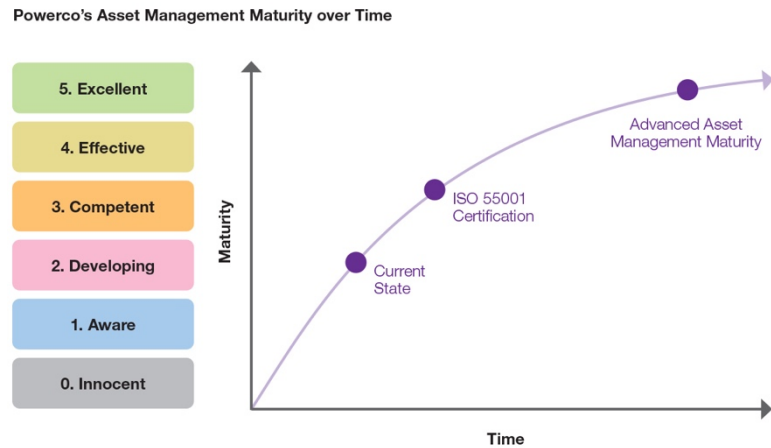 Powerco's Asset Management Maturity over Time
5. Excellent
4. Effective
3. Competent
2. Developing
1. Aware
0. Innocent
Maturity
Advanced Asset
Management Maturity
ISO 55001
Certification
Current
State
Time